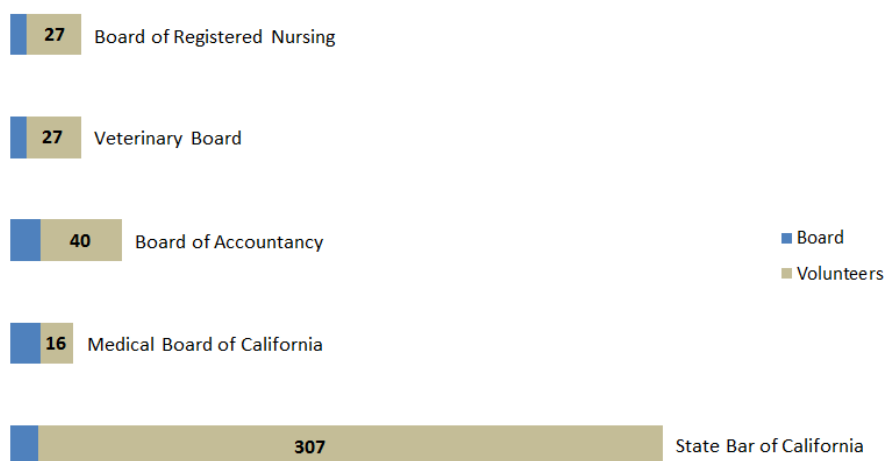 27 Board of Registered Nursing
27 Veterinary Board
40 Board of Accountancy
Board
Volunteers
16 Medical Board of California
307 State Bar of California